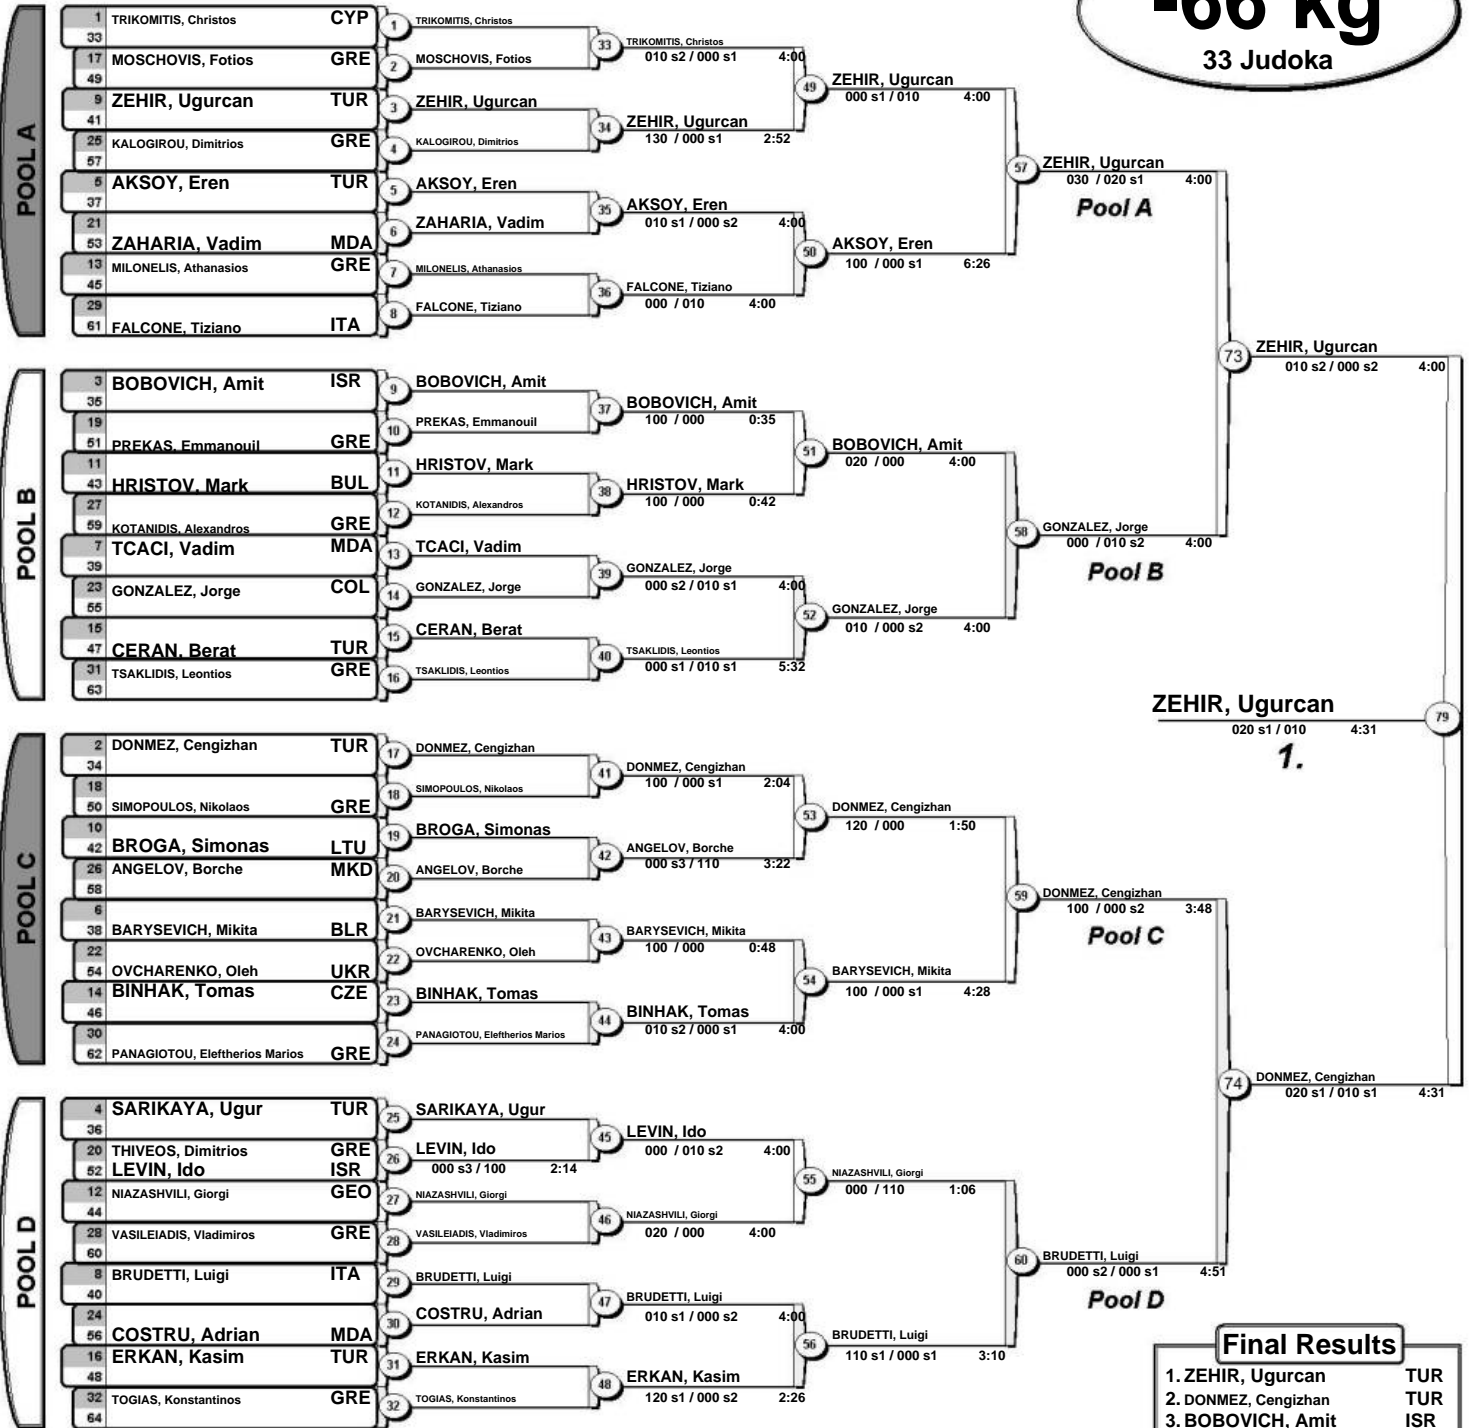 -66 kg
33 Judoka
POOL A
1 TRIKOMITIS, Christos CYP
33
17 MOSCHOVIS, Fotios GRE
49
9 ZEHIR, Ugurcan TUR
41
25 KALOGIROU, Dimitrios GRE
57
5 AKSOY, Eren TUR
37
21
53 ZAHARIA, Vadim MDA
13 MILONELIS, Athanasios GRE
45
29
61 FALCONE, Tiziano ITA
1 TRIKOMITIS, Christos
2 MOSCHOVIS, Fotios
3 ZEHIR, Ugurcan
4 KALOGIROU, Dimitrios
5 AKSOY, Eren
6 ZAHARIA, Vadim
7 MILONELIS, Athanasios
8 FALCONE, Tiziano
33 TRIKOMITIS, Christos
010 s2 / 000 s1 4:00
34 ZEHIR, Ugurcan
130 / 000 s1 2:52
35 AKSOY, Eren
010 s1 / 000 s2 4:00
36 FALCONE, Tiziano
000 / 010 4:00
49 ZEHIR, Ugurcan
000 s1 / 010 4:00
50 AKSOY, Eren
100 / 000 s1 6:26
57 ZEHIR, Ugurcan
030 / 020 s1 4:00
Pool A
POOL B
3 BOBOVICH, Amit ISR
35
19
51 PREKAS, Emmanouil GRE
11
43 HRISTOV, Mark BUL
27
59 KOTANIDIS, Alexandros GRE
7 TCACI, Vadim MDA
39
23 GONZALEZ, Jorge COL
55
15
47 CERAN, Berat TUR
31 TSAKLIDIS, Leontios GRE
63
9 BOBOVICH, Amit
10 PREKAS, Emmanouil
11 HRISTOV, Mark
12 KOTANIDIS, Alexandros
13 TCACI, Vadim
14 GONZALEZ, Jorge
15 CERAN, Berat
16 TSAKLIDIS, Leontios
37 BOBOVICH, Amit
100 / 000 0:35
38 HRISTOV, Mark
100 / 000 0:42
39 GONZALEZ, Jorge
000 s2 / 010 s1 4:00
40 TSAKLIDIS, Leontios
000 s1 / 010 s1 5:32
51 BOBOVICH, Amit
020 / 000 4:00
52 GONZALEZ, Jorge
010 / 000 s2 4:00
58 GONZALEZ, Jorge
000 / 010 s2 4:00
Pool B
73 ZEHIR, Ugurcan
010 s2 / 000 s2 4:00
ZEHIR, Ugurcan 79
020 s1 / 010 4:31
1.
POOL C
2 DONMEZ, Cengizhan TUR
34
18
50 SIMOPOULOS, Nikolaos GRE
10
42 BROGA, Simonas LTU
26 ANGELOV, Borche MKD
58
6
38 BARYSEVICH, Mikita BLR
22
54 OVCHARENKO, Oleh UKR
14 BINHAK, Tomas CZE
46
30
62 PANAGIOTOU, Eleftherios Marios GRE
17 DONMEZ, Cengizhan
18 SIMOPOULOS, Nikolaos
19 BROGA, Simonas
20 ANGELOV, Borche
21 BARYSEVICH, Mikita
22 OVCHARENKO, Oleh
23 BINHAK, Tomas
24 PANAGIOTOU, Eleftherios Marios
41 DONMEZ, Cengizhan
100 / 000 s1 2:04
42 ANGELOV, Borche
000 s3 / 110 3:22
43 BARYSEVICH, Mikita
100 / 000 0:48
44 BINHAK, Tomas
010 s2 / 000 s1 4:00
53 DONMEZ, Cengizhan
120 / 000 1:50
54 BARYSEVICH, Mikita
100 / 000 s1 4:28
59 DONMEZ, Cengizhan
100 / 000 s2 3:48
Pool C
POOL D
4 SARIKAYA, Ugur TUR
36
20 THIVEOS, Dimitrios GRE
52 LEVIN, Ido ISR
12 NIAZASHVILI, Giorgi GEO
44
28 VASILEIADIS, Vladimiros GRE
60
8 BRUDETTI, Luigi ITA
40
24
56 COSTRU, Adrian MDA
16 ERKAN, Kasim TUR
48
32 TOGIAS, Konstantinos GRE
64
25 SARIKAYA, Ugur
26 LEVIN, Ido
000 s3 / 100 2:14
27 NIAZASHVILI, Giorgi
28 VASILEIADIS, Vladimiros
29 BRUDETTI, Luigi
30 COSTRU, Adrian
31 ERKAN, Kasim
32 TOGIAS, Konstantinos
45 LEVIN, Ido
000 / 010 s2 4:00
46 NIAZASHVILI, Giorgi
020 / 000 4:00
47 BRUDETTI, Luigi
010 s1 / 000 s2 4:00
48 ERKAN, Kasim
120 s1 / 000 s2 2:26
55 NIAZASHVILI, Giorgi
000 / 110 1:06
56 BRUDETTI, Luigi
110 s1 / 000 s1 3:10
60 BRUDETTI, Luigi
000 s2 / 000 s1 4:51
Pool D
74 DONMEZ, Cengizhan
020 s1 / 010 s1 4:31
Final Results
1. ZEHIR, Ugurcan TUR
2. DONMEZ, Cengizhan TUR
3. BOBOVICH, Amit ISR